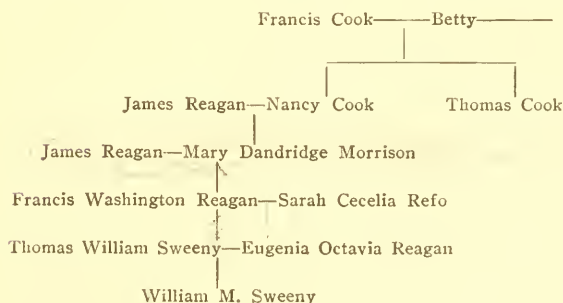 Francis Cook——Betty————
James Reagan—Nancy Cook Thomas Cook
James Reagan—Mary Dandridge Morrison
Francis Washington Reagan—Sarah Cecelia Refo
Thomas William Sweeny—Eugenia Octavia Reagan
William M. Sweeny